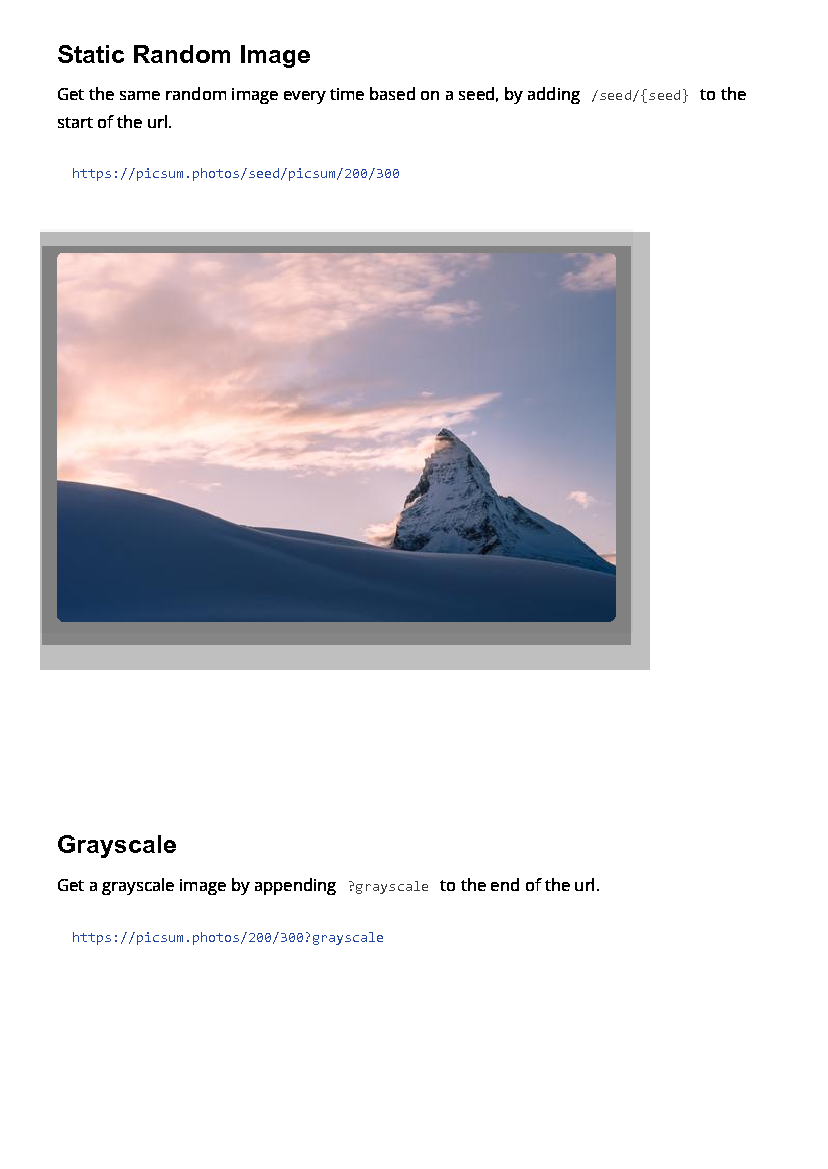 Static Random Image
Get the same random image every time based on a seed, by adding /seed/{seed} to the
start of the url.
https://picsum.photos/seed/picsum/200/300
Grayscale
Get a grayscale image by appending ?grayscale to the end of the url.
https://picsum.photos/200/300?grayscale